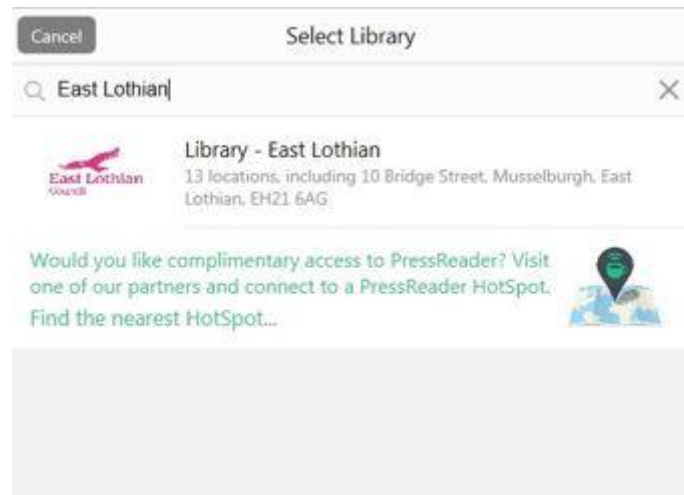 Cancel
Select Library
East Lothian
Library - East Lothian
13 locations, including 10 Bridge Street, Musselburgh, East
Lothian, EH21 6AG
East Lothian
Council
Would you like complimentary access to PressReader? Visit
one of our partners and connect to a PressReader HotSpot.
Find the nearest HotSpot...